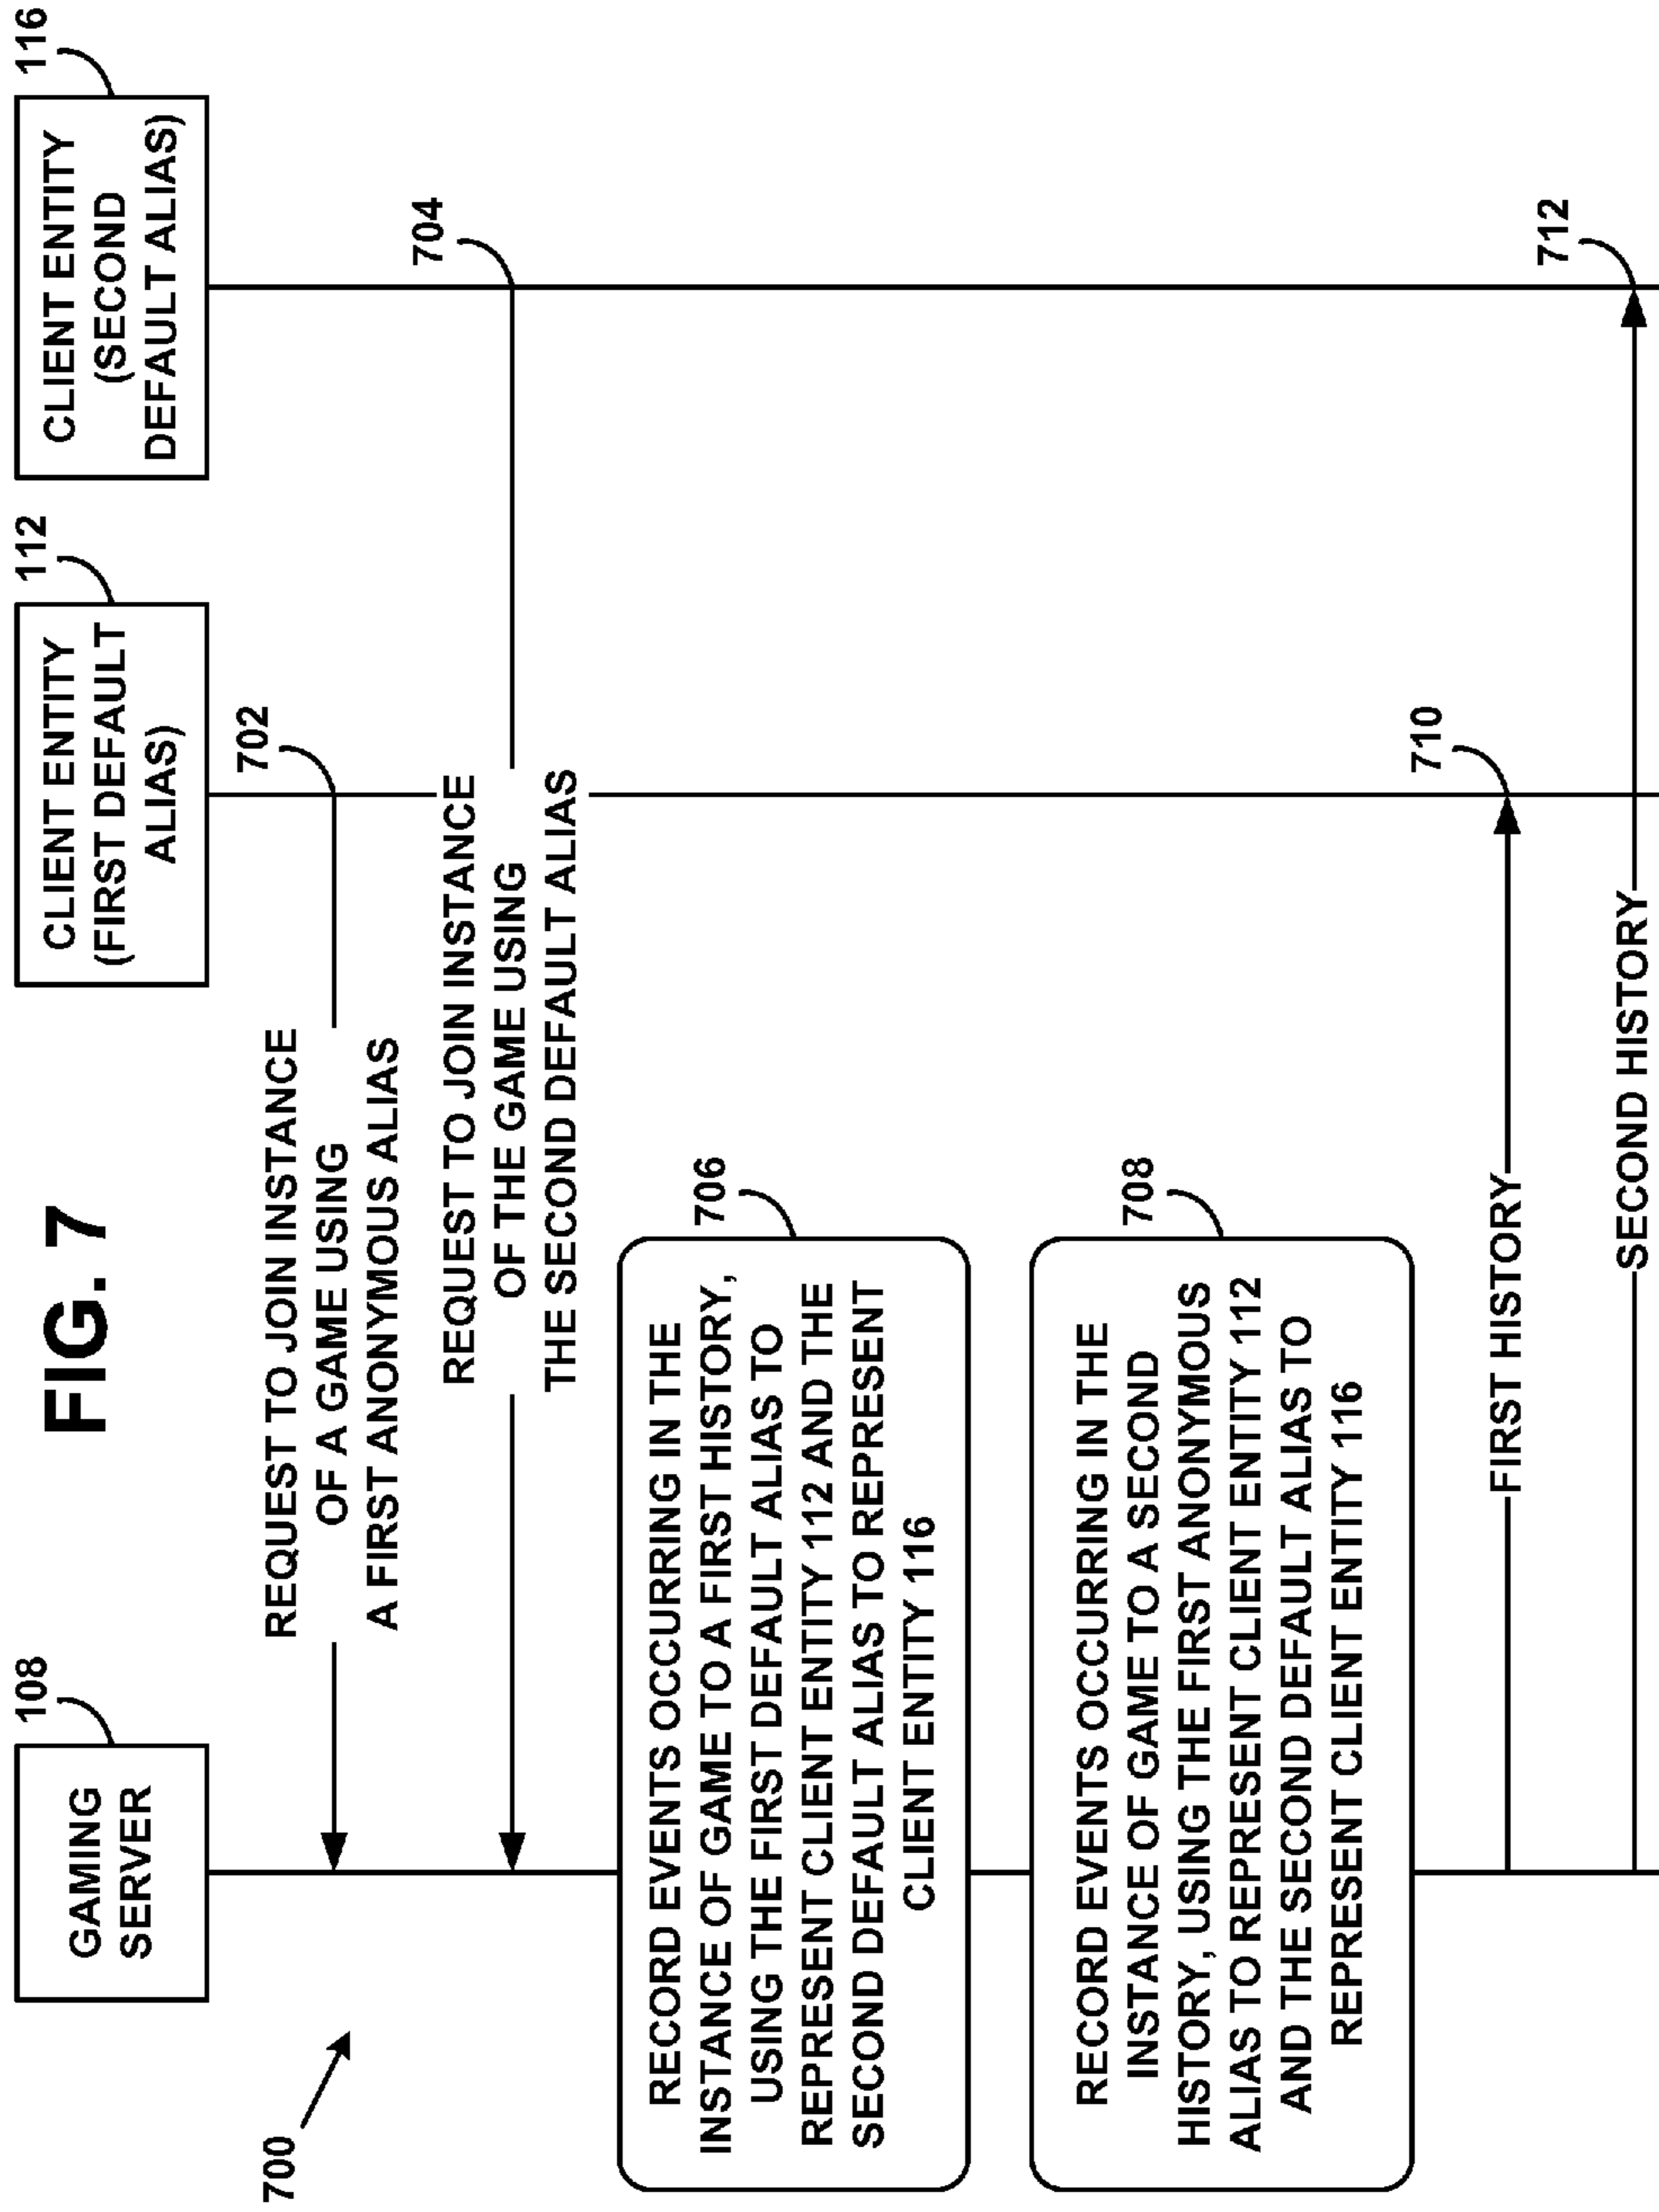 FIG. 7
700
108
GAMING
SERVER
112
CLIENT ENTITY
(FIRST DEFAULT
ALIAS)
116
CLIENT ENTITY
(SECOND
DEFAULT ALIAS)
702
REQUEST TO JOIN INSTANCE
OF A GAME USING
A FIRST ANONYMOUS ALIAS
704
REQUEST TO JOIN INSTANCE
OF THE GAME USING
THE SECOND DEFAULT ALIAS
706
RECORD EVENTS OCCURRING IN THE
INSTANCE OF GAME TO A FIRST HISTORY,
USING THE FIRST DEFAULT ALIAS TO
REPRESENT CLIENT ENTITY 112 AND THE
SECOND DEFAULT ALIAS TO REPRESENT
CLIENT ENTITY 116
708
RECORD EVENTS OCCURRING IN THE
INSTANCE OF GAME TO A SECOND
HISTORY, USING THE FIRST ANONYMOUS
ALIAS TO REPRESENT CLIENT ENTITY 112
AND THE SECOND DEFAULT ALIAS TO
REPRESENT CLIENT ENTITY 116
710
FIRST HISTORY
712
SECOND HISTORY